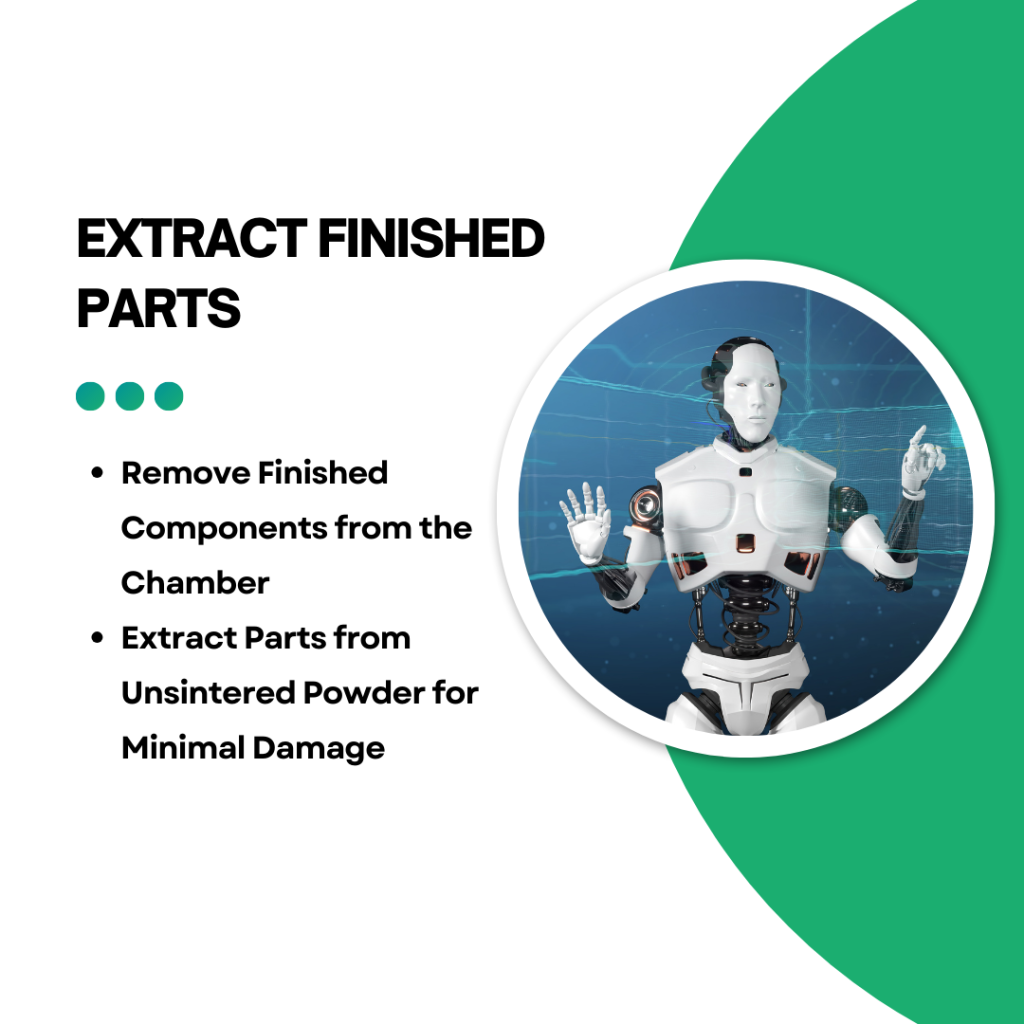 EXTRACT FINISHED
PARTS
• Remove Finished
Components from the
Chamber
• Extract Parts from
Unsintered Powder for
Minimal Damage